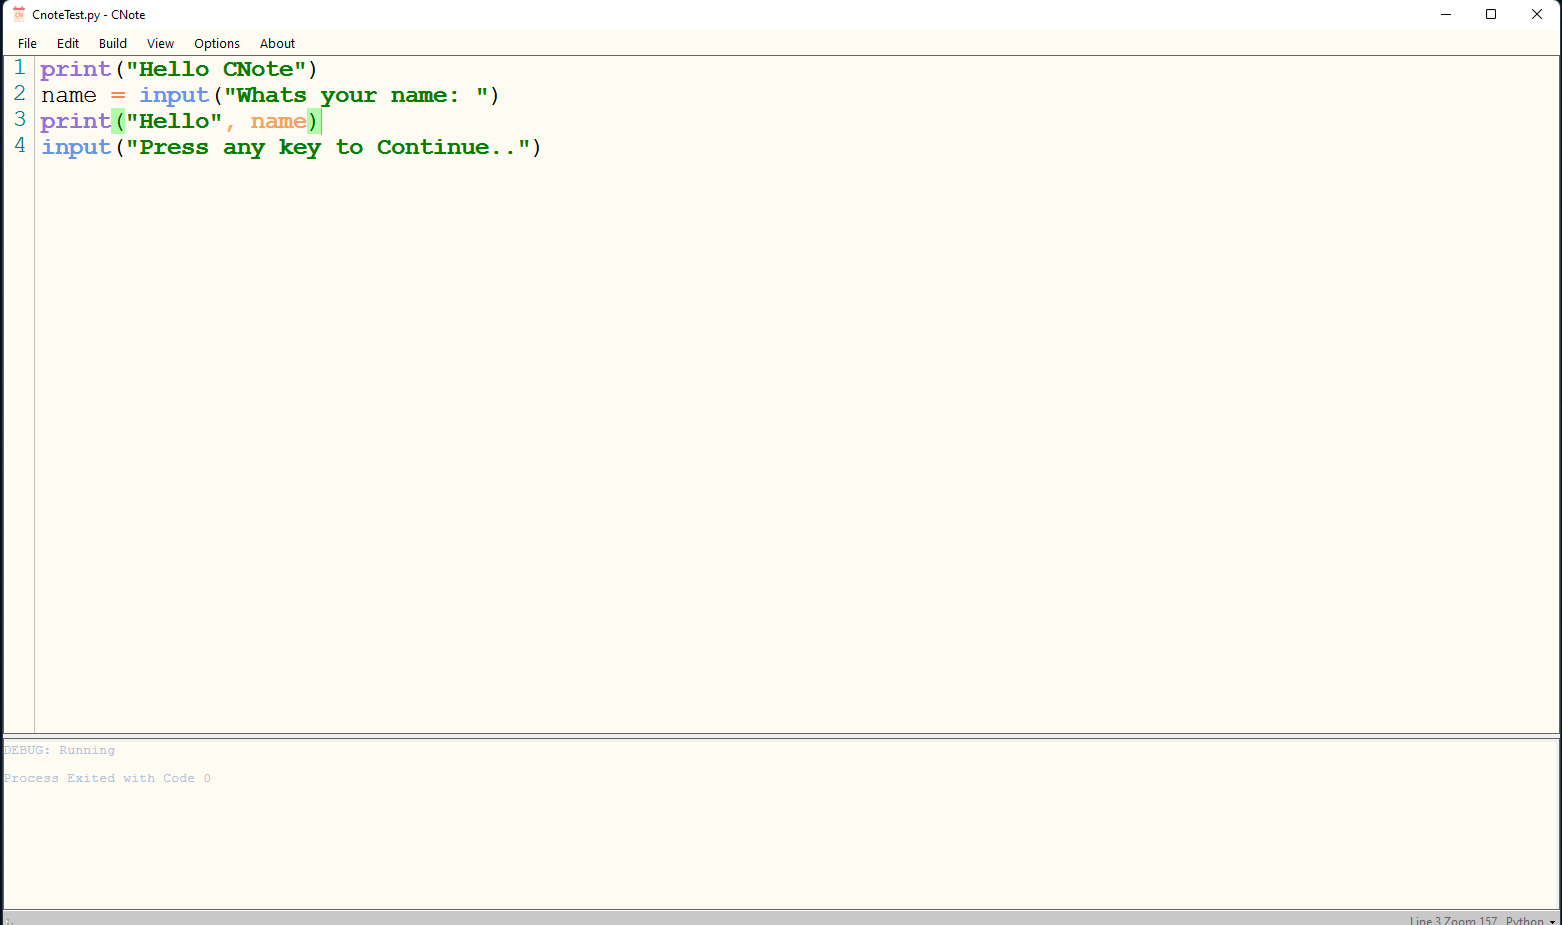 CnoteTest.py - CNote
File Edit Build View Options About
1 print("Hello CNote")
2 name = input("Whats your name: ")
3 print("Hello", name)
4 input("Press any key to Continue..")
DEBUG: Running
Process Exited with Code 0
Line 3 Zoom 157 Python